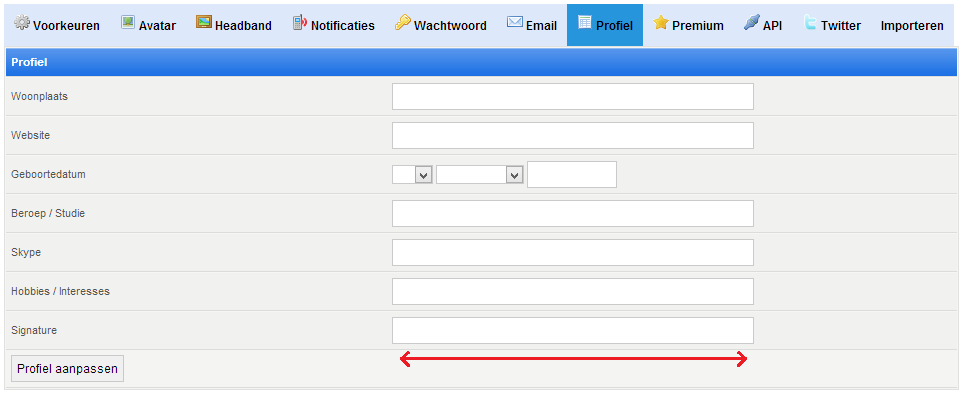 Voorkeuren Avatar Headband Notificaties Wachtwoord Email Profiel Premium API Twitter Importeren
Profiel
Woonplaats
Website
Geboortedatum
Beroep / Studie
Skype
Hobbies / Interesses
Signature
Profiel aanpassen